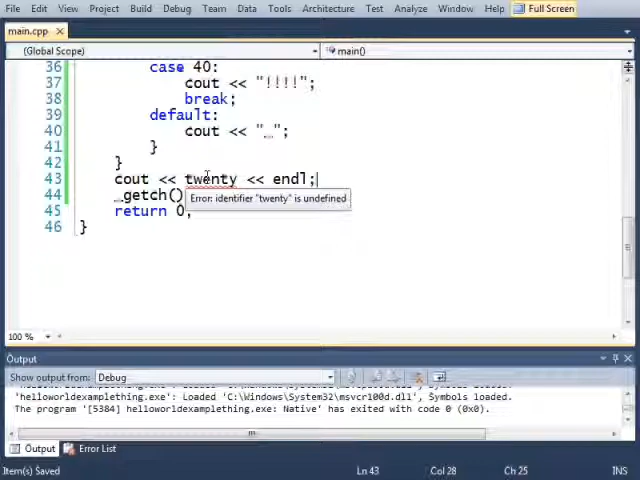 File Edit View Project Build Debug Team Data Tools Architecture Test Analyze Window Help Full Screen
main.cpp
(Global Scope) main()
36 case 40:
37 cout << "!!!!";
38 break;
39 default:
40 cout << "_";
41 }
42 }
43 cout << twenty << endl;
44 _getch()
Error: identifier "twenty" is undefined
45 return 0;
46 }
100 %
Output
Show output from: Debug
'helloworldexamplething.exe': Loaded 'C:\Windows\System32\msvcr100d.dll', Symbols loaded.
The program '[5384] helloworldexamplething.exe: Native' has exited with code 0 (0x0).
Output Error List
Item(s) Saved Ln 43 Col 28 Ch 25 INS